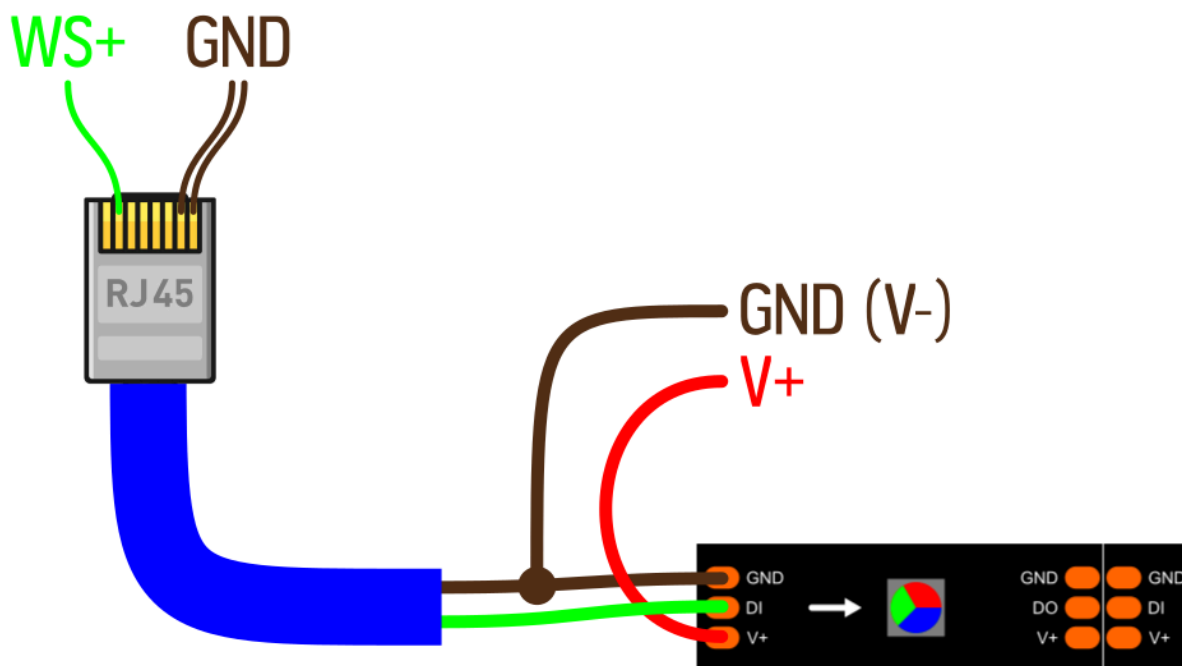 WS+ GND
RJ45
GND (V-)
V+
GND GND GND
DI DO DI
V+ V+ V+